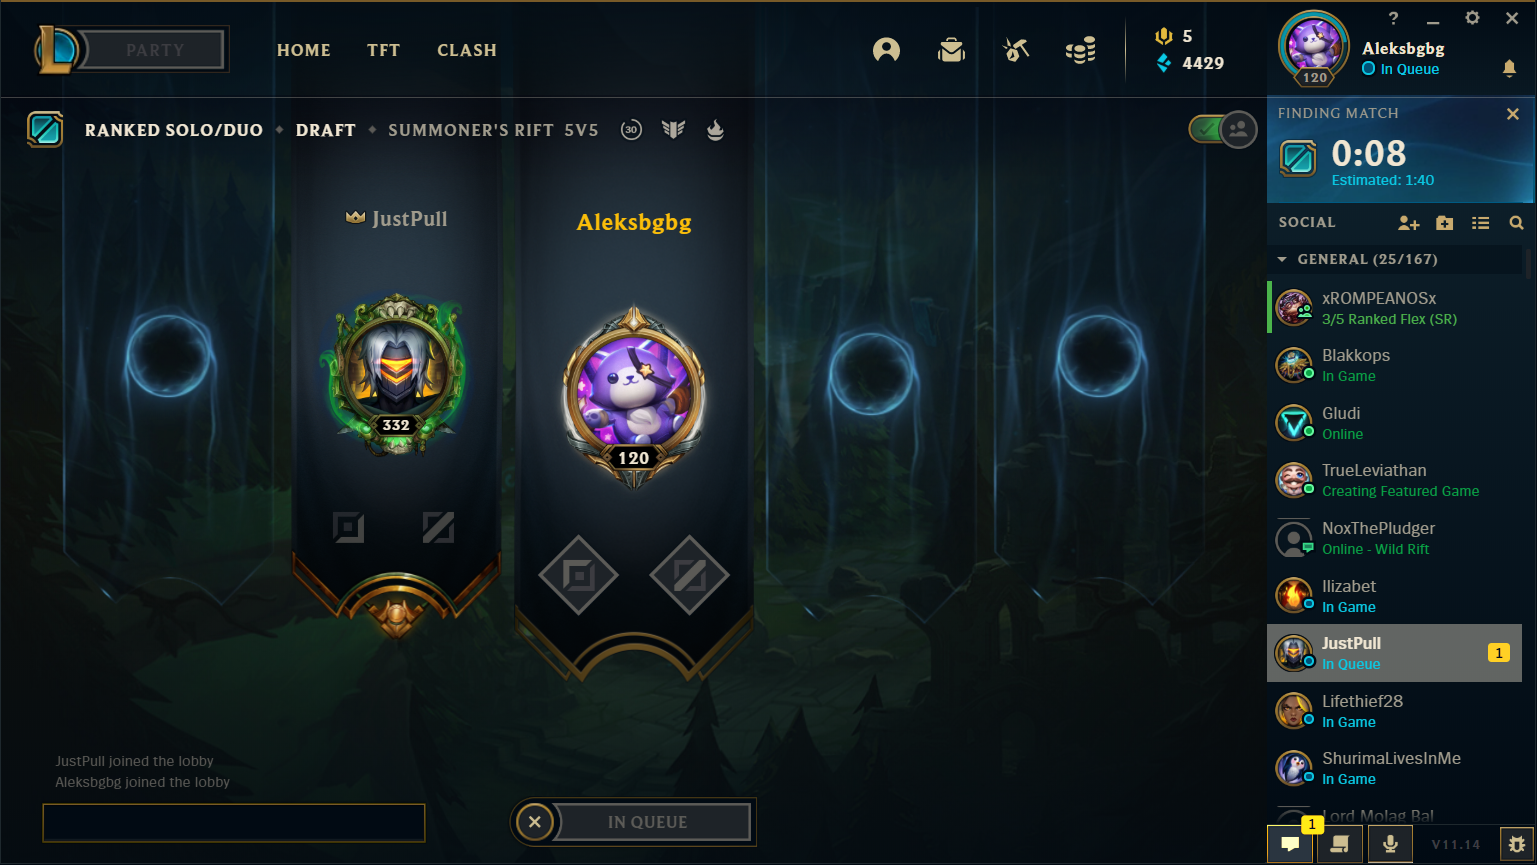 PARTY
HOME
TFT
CLASH
5
4429
?
Aleksbgbg
In Queue
120
RANKED SOLO/DUO
DRAFT
SUMMONER'S RIFT 5V5
30
FINDING MATCH
0:08
Estimated: 1:40
SOCIAL
GENERAL (25/167)
JustPull
332
Aleksbgbg
120
xROMPEANOSx
3/5 Ranked Flex (SR)
Blakkops
In Game
Gludi
Online
TrueLeviathan
Creating Featured Game
NoxThePludger
Online - Wild Rift
Ilizabet
In Game
JustPull
In Queue
1
Lifethief28
In Game
ShurimaLivesInMe
In Game
Lord Molag Bal
JustPull joined the lobby
Aleksbgbg joined the lobby
IN QUEUE
1
V11.14